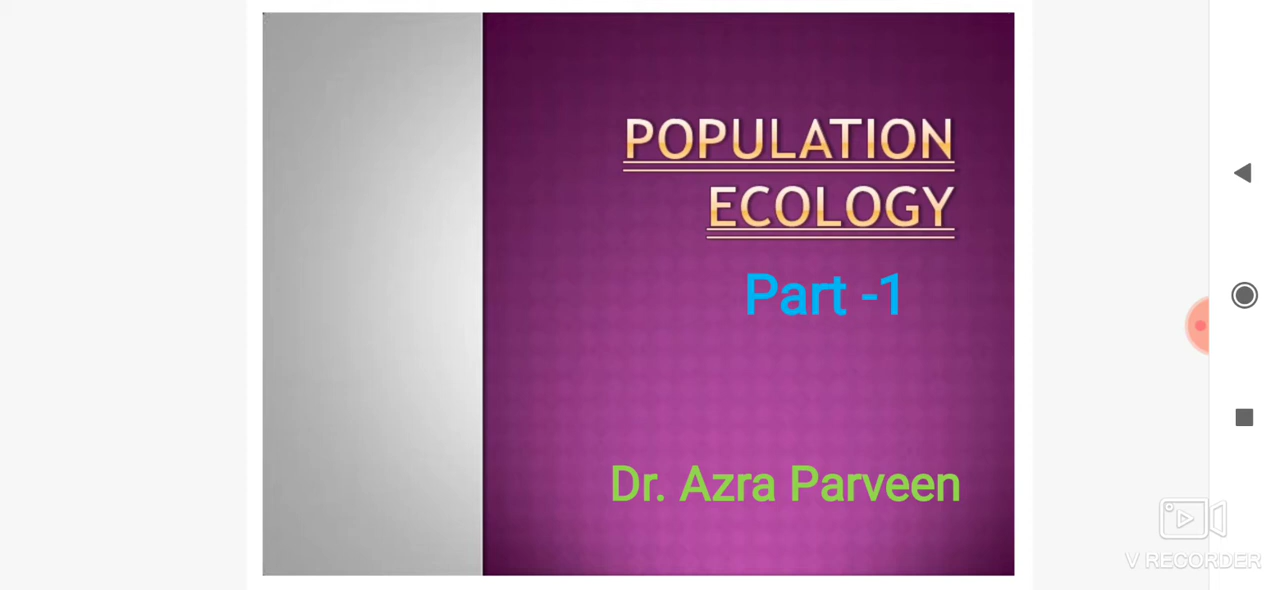 POPULATION
ECOLOGY
Part -1
Dr. Azra Parveen
V RECORDER